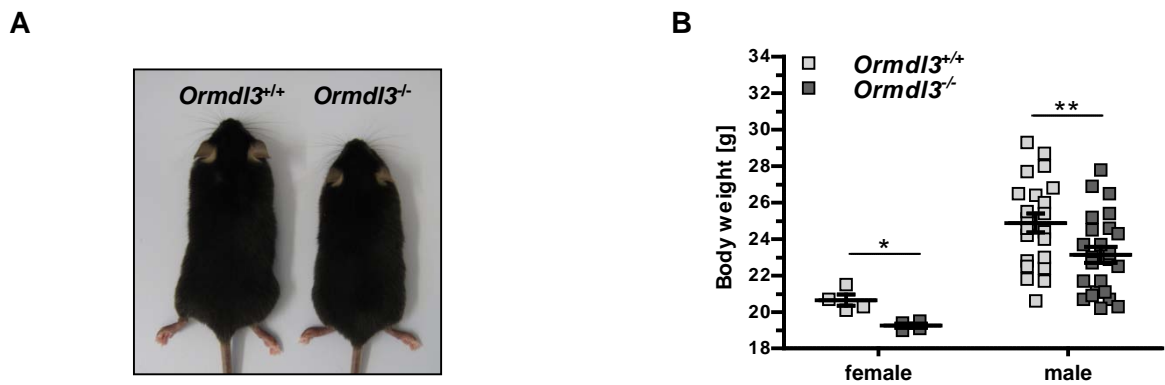 A
Ormdl3+/+ Ormdl3-/-
B
Body weight [g]
34
32
30
28
26
24
22
20
18
Ormdl3+/+
Ormdl3-/-
*
**
female male